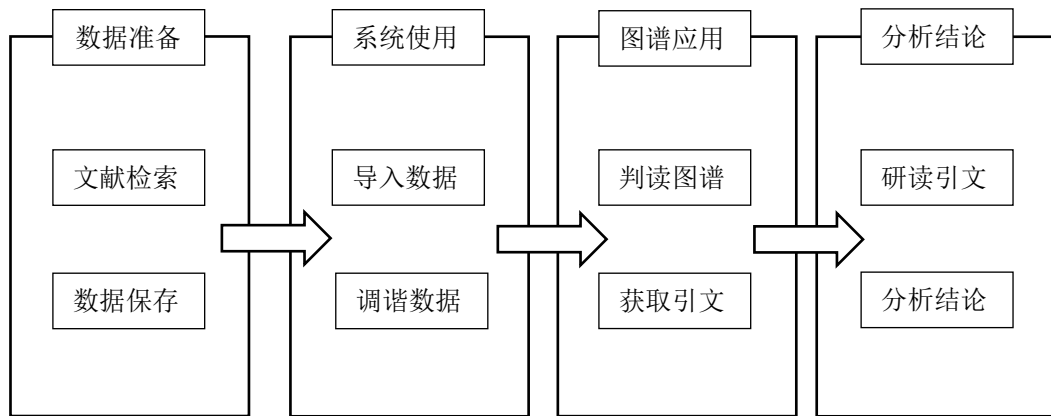 数据准备
文献检索
数据保存
系统使用
导入数据
调谐数据
图谱应用
判读图谱
获取引文
分析结论
研读引文
分析结论